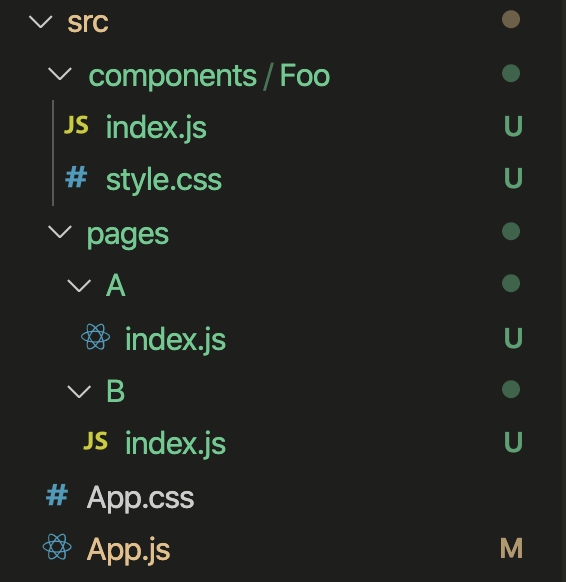 src
components / Foo
JS index.js U
# style.css U
pages
A
index.js U
B
JS index.js U
# App.css
App.js M